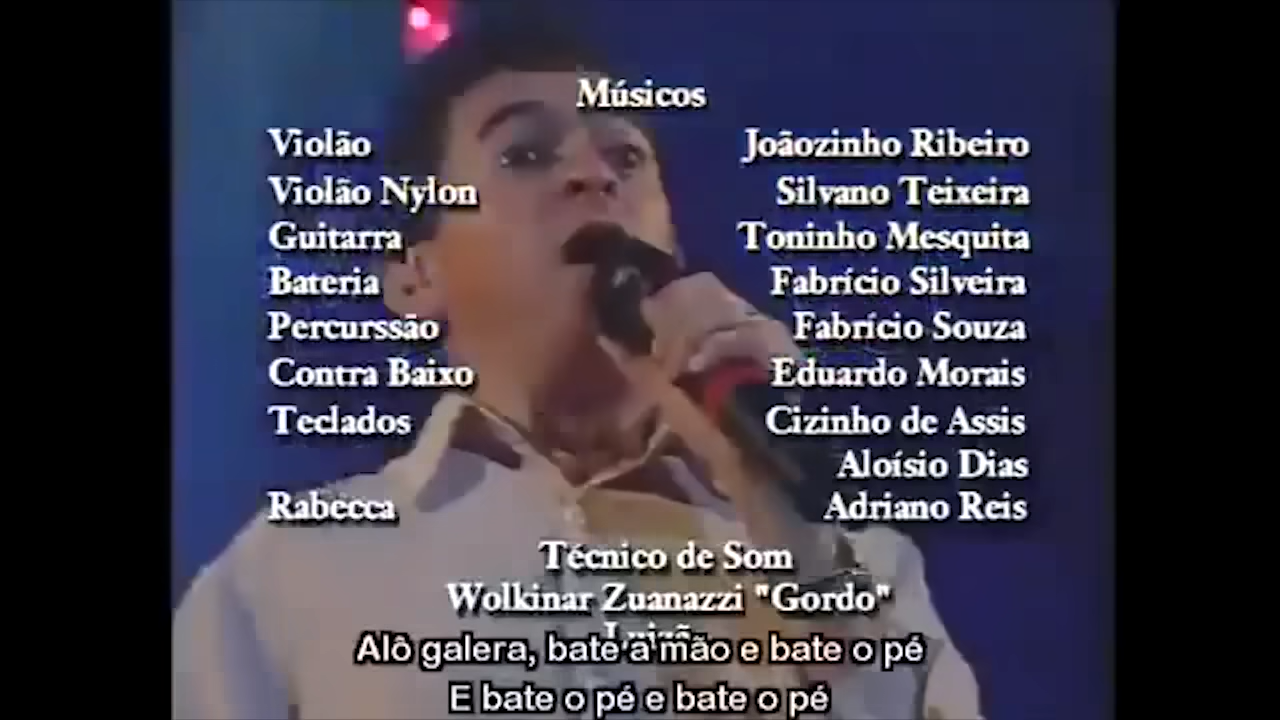 Músicos
Violão Joãozinho Ribeiro
Violão Nylon Silvano Teixeira
Guitarra Toninho Mesquita
Bateria Fabrício Silveira
Percurssão Fabrício Souza
Contra Baixo Eduardo Morais
Teclados Cizinho de Assis
Aloísio Dias
Rabecca Adriano Reis
Técnico de Som
Wolkinar Zuanazzi "Gordo"
Alô galera, bate a mão e bate o pé
E bate o pé e bate o pé